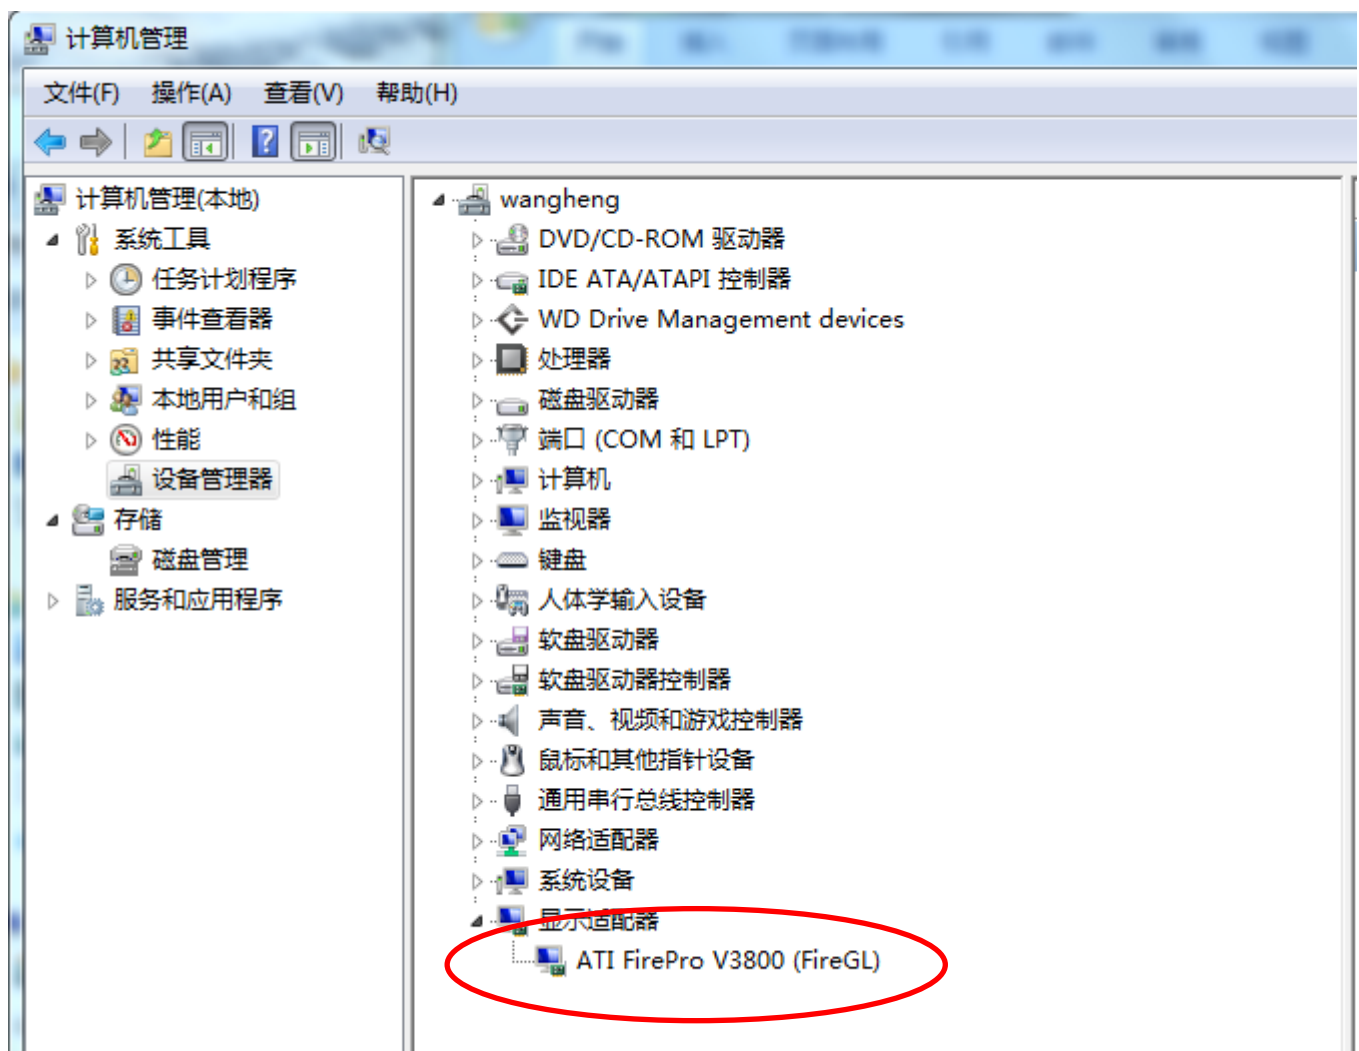 计算机管理
文件(F) 操作(A) 查看(V) 帮助(H)
计算机管理(本地)
系统工具
任务计划程序
事件查看器
共享文件夹
本地用户和组
性能
设备管理器
存储
磁盘管理
服务和应用程序
wangheng
DVD/CD-ROM 驱动器
IDE ATA/ATAPI 控制器
WD Drive Management devices
处理器
磁盘驱动器
端口 (COM 和 LPT)
计算机
监视器
键盘
人体学输入设备
软盘驱动器
软盘驱动器控制器
声音、视频和游戏控制器
鼠标和其他指针设备
通用串行总线控制器
网络适配器
系统设备
显示适配器
ATI FirePro V3800 (FireGL)